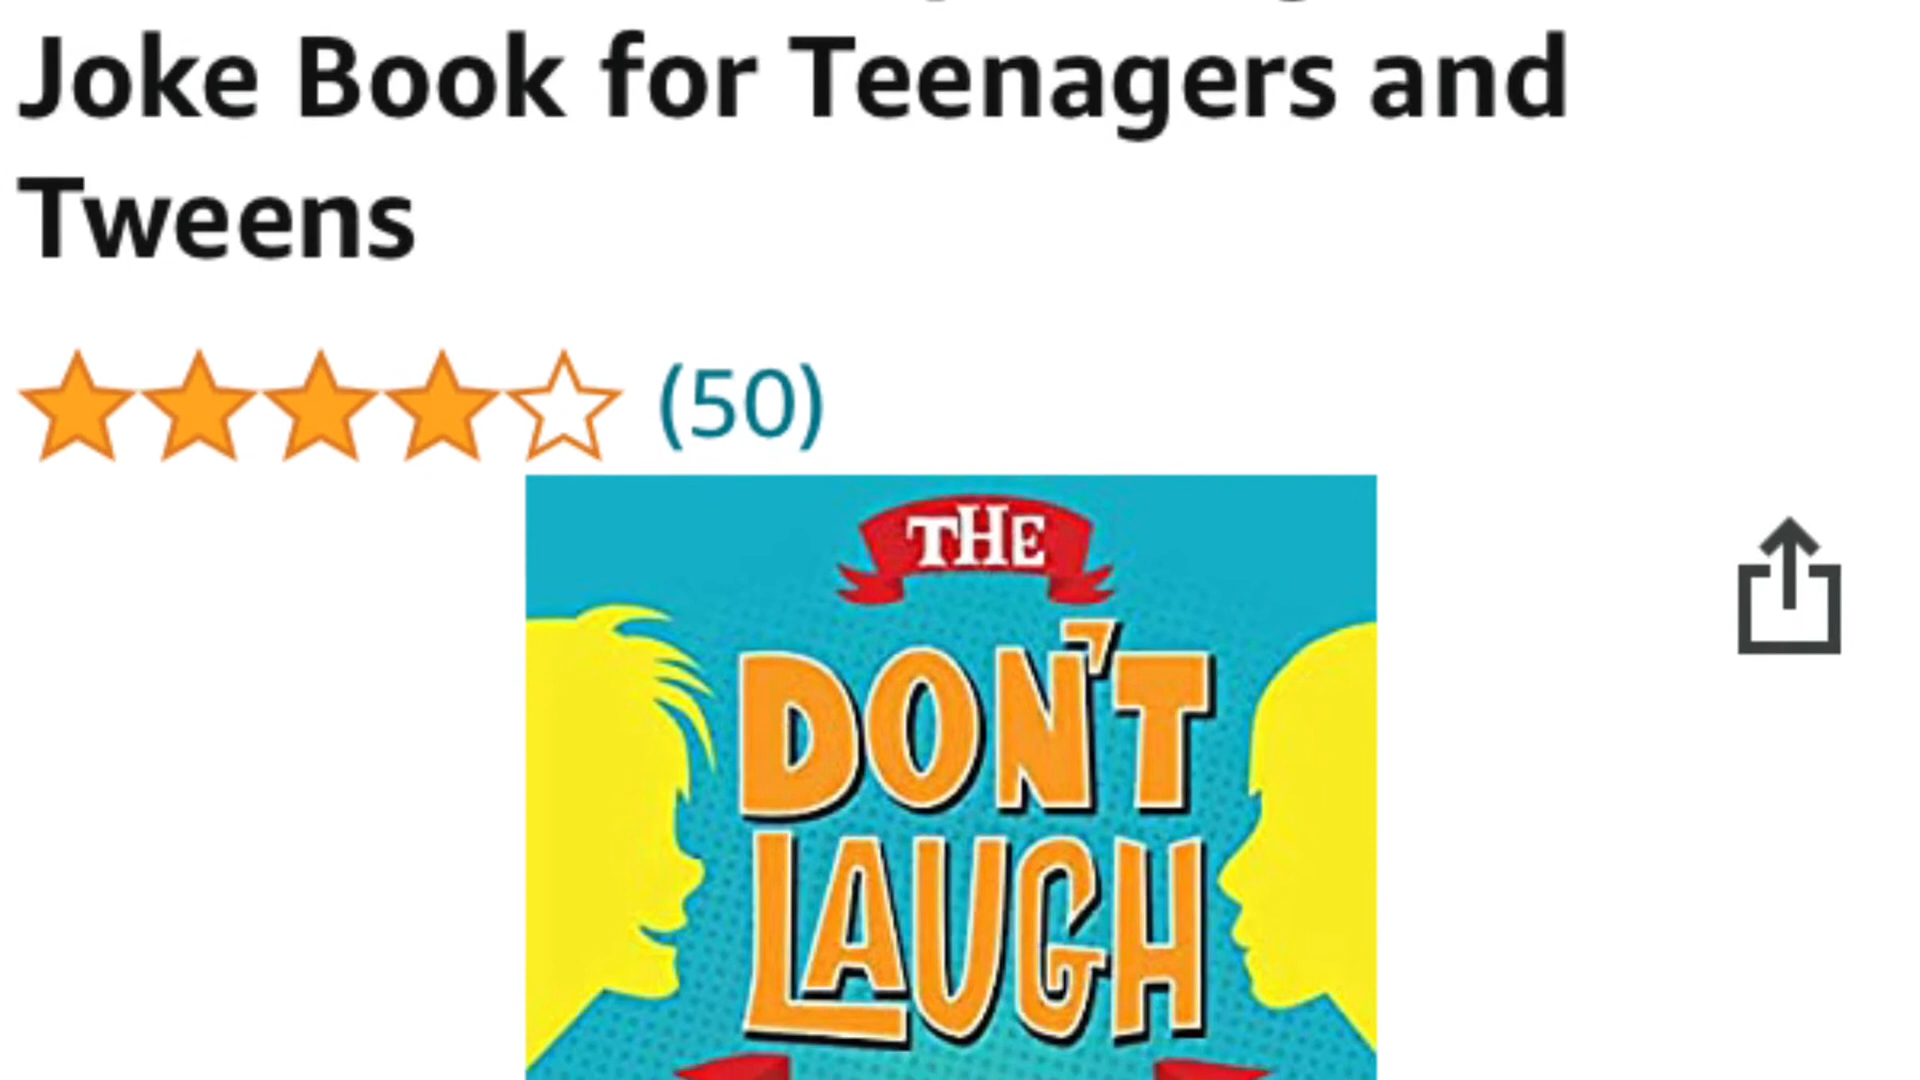 Joke Book for Teenagers and
Tweens
(50)
THE
DON'T
LAUGH